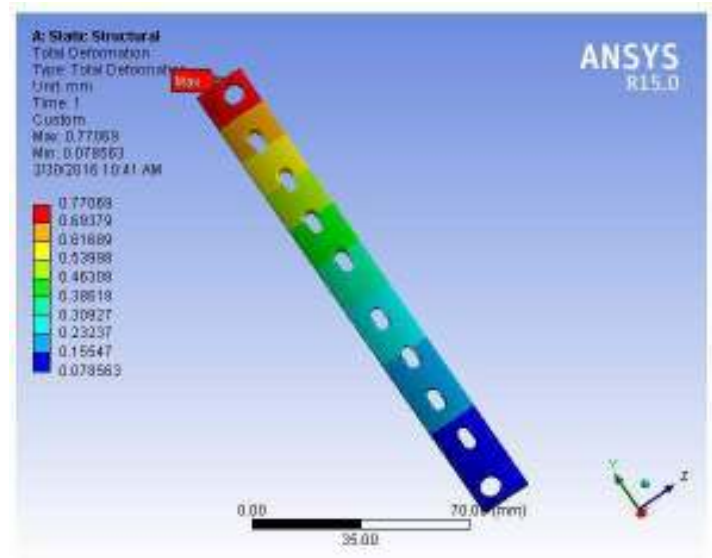 A: Static Structural
Total Deformation
Type: Total Deformation
Unit: mm
Time: 1
Custom
Max: 0.77069
Min: 0.078563
3/30/2016 10:41 AM
ANSYS
R15.0
Max
0.77069
0.69379
0.61689
0.53998
0.46308
0.38618
0.30927
0.23237
0.15547
0.078563
0.00
70.00 (mm)
35.00
Y
Z